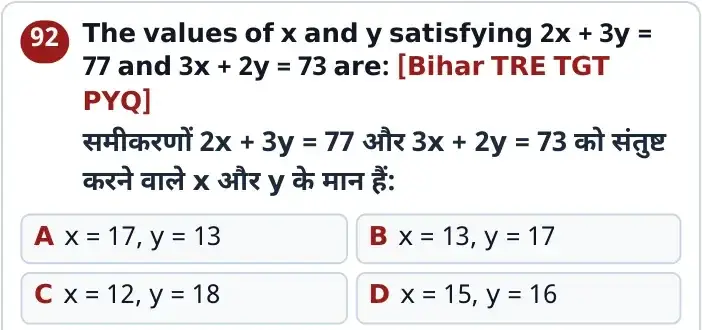 92 The values of x and y satisfying 2x + 3y =
77 and 3x + 2y = 73 are: [Bihar TRE TGT
PYQ]
समीकरणों 2x + 3y = 77 और 3x + 2y = 73 को संतुष्ट
करने वाले x और y के मान हैं:
A x = 17, y = 13
B x = 13, y = 17
C x = 12, y = 18
D x = 15, y = 16